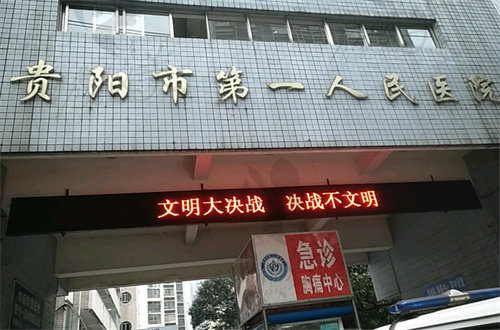 贵阳市第一人民医院
文明大决战 决战不文明
急诊
胸痛中心